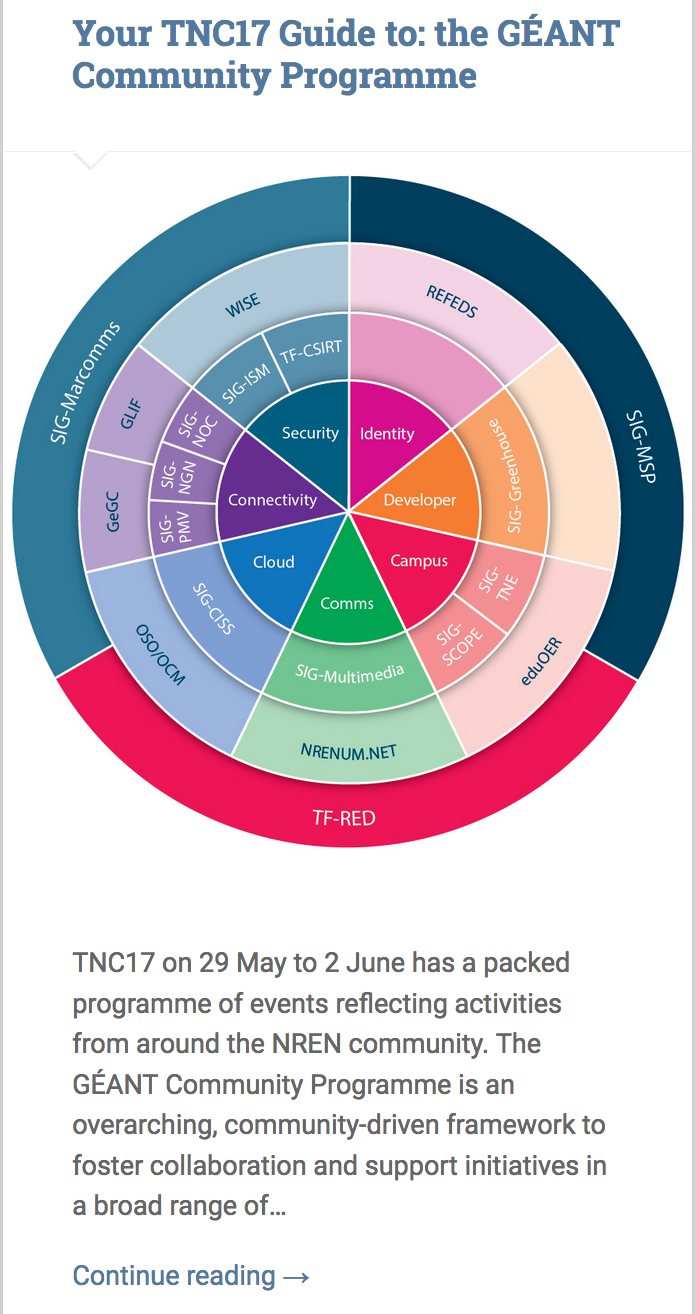 Your TNC17 Guide to: the GÉANT
Community Programme
SIG-Marcomms
SIG-MSP
TF-RED
WISE
REFEDS
GLIF
GeGC
OSO/OCM
NRENUM.NET
eduOER
SIG-ISM
TF-CSIRT
SIG-
NOC
SIG-
NGN
SIG-
PMV
SIG-CISS
SIG-Multimedia
SIG-
SCOPE
SIG-
TNE
SIG- Greenhouse
Security
Identity
Connectivity
Developer
Cloud
Campus
Comms
TNC17 on 29 May to 2 June has a packed
programme of events reflecting activities
from around the NREN community. The
GÉANT Community Programme is an
overarching, community-driven framework to
foster collaboration and support initiatives in
a broad range of…
Continue reading →